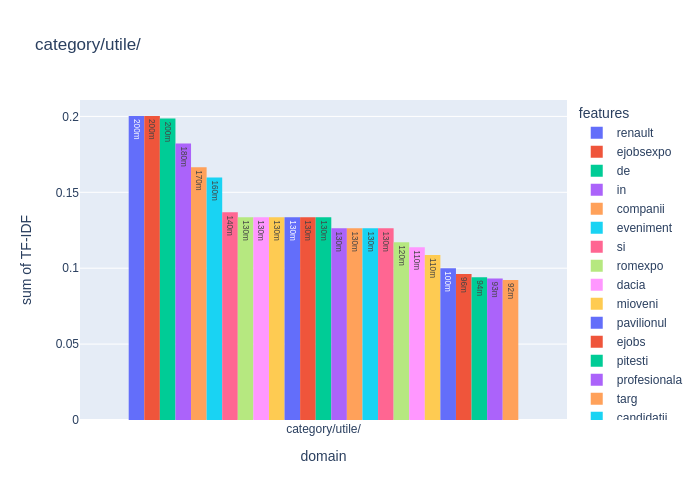 category/utile/
0.2
0.15
0.1
0.05
0
sum of TF-IDF
200m
200m
200m
180m
170m
160m
140m
130m
130m
130m
130m
130m
130m
130m
130m
130m
130m
120m
110m
110m
100m
96m
94m
93m
92m
category/utile/
domain
features
renault
ejobsexpo
de
in
companii
eveniment
si
romexpo
dacia
mioveni
pavilionul
ejobs
pitesti
profesionala
targ
candidatii